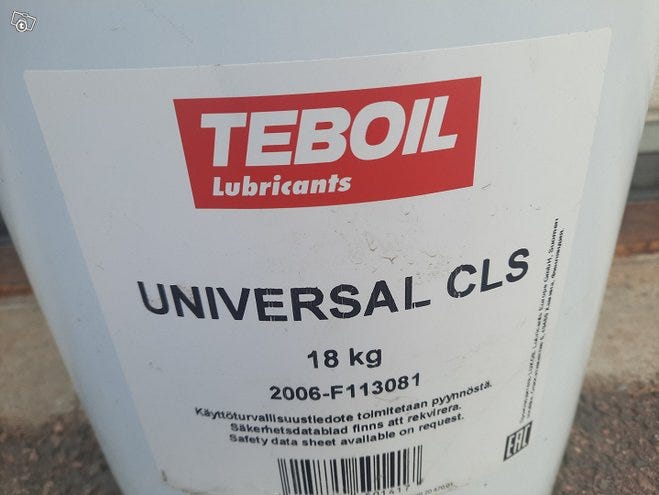 TEBOIL
Lubricants
UNIVERSAL CLS
18 kg
2006-F113081
Käyttöturvallisuustiedote toimitetaan pyynnöstä.
Säkerhetsdatablad finns att rekvirera.
Safety data sheet available on request.
EAC